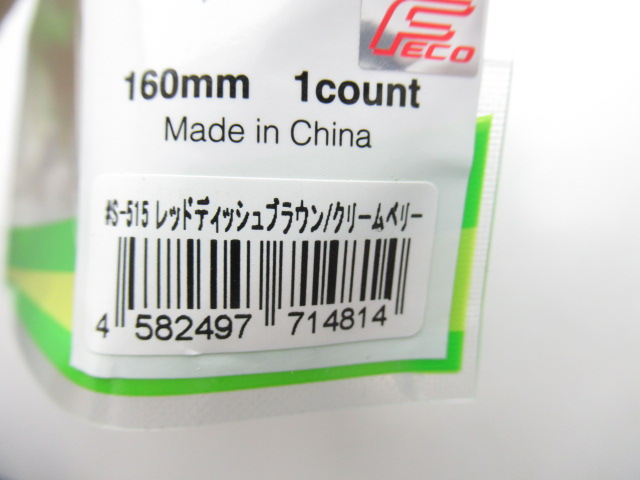 FECO
160mm 1count
Made in China
#S-515 レッドディッシュブラウン/クリームベリー
4 582497 714814